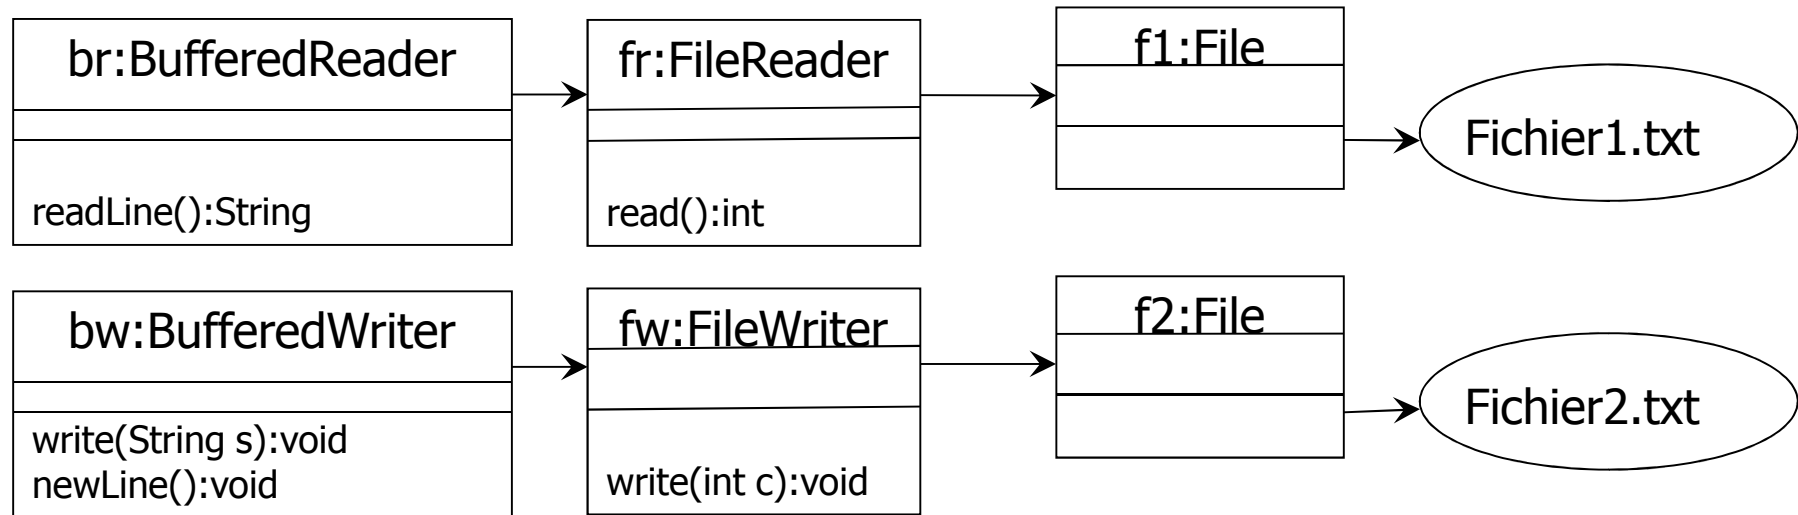 br:BufferedReader
readLine():String
fr:FileReader
read():int
f1:File
Fichier1.txt
bw:BufferedWriter
write(String s):void
newLine():void
fw:FileWriter
write(int c):void
f2:File
Fichier2.txt